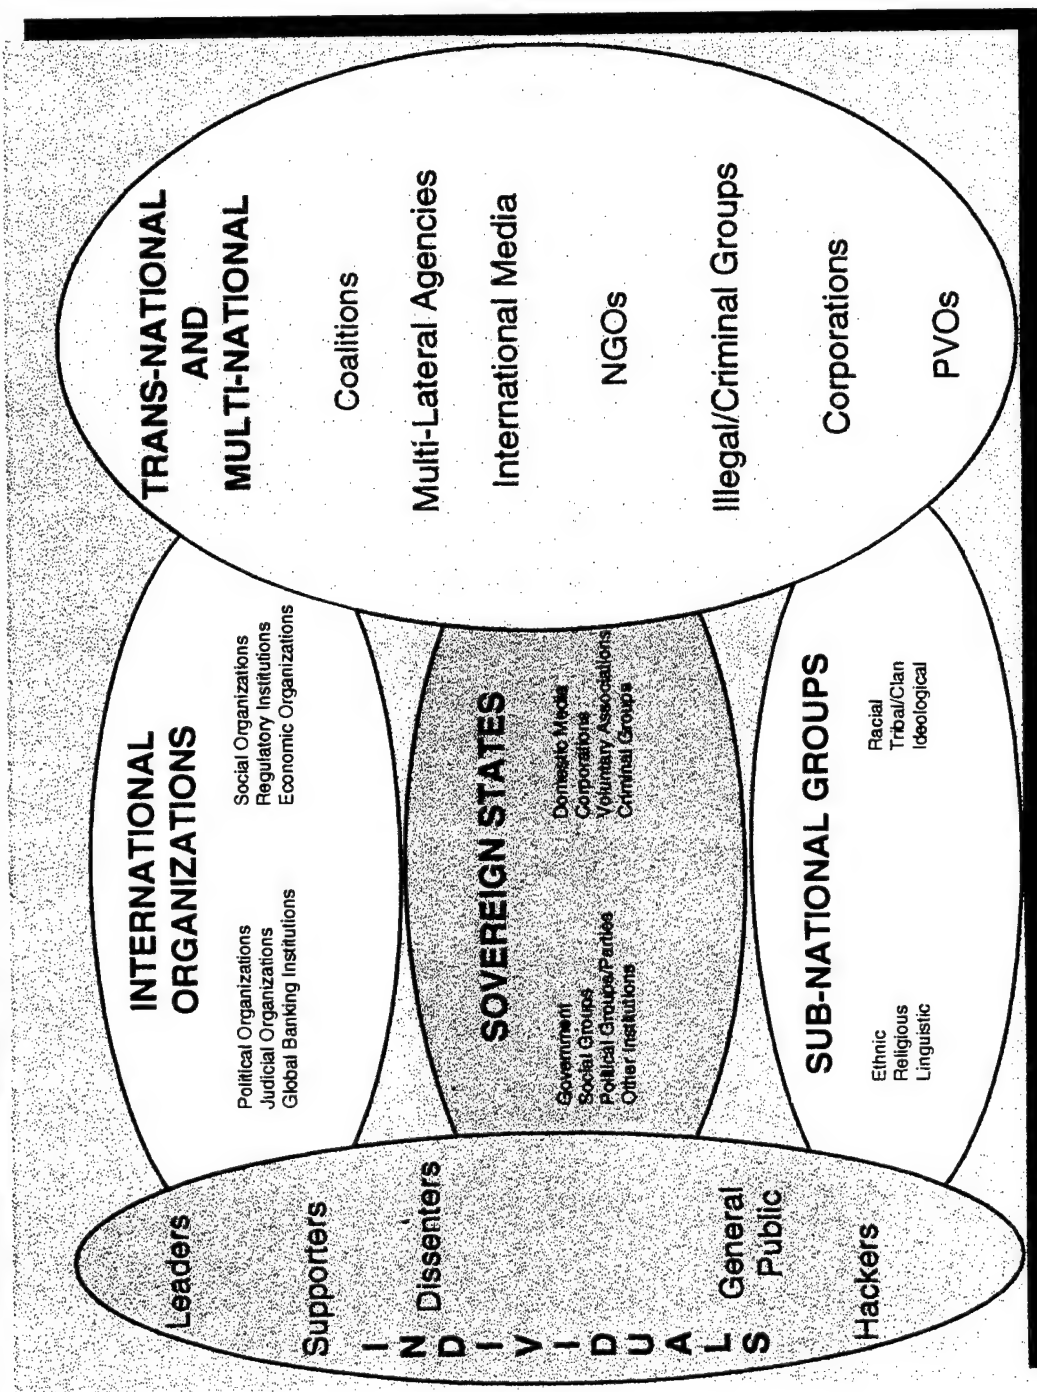 INDIVIDUALS
Leaders
Supporters
Dissenters
General
Public
Hackers
INTERNATIONAL
ORGANIZATIONS
Political Organizations
Judicial Organizations
Global Banking Institutions
Social Organizations
Regulatory Institutions
Economic Organizations
SOVEREIGN STATES
Government
Social Groups
Political Groups/Parties
Other Institutions
Domestic Media
Corporations
Voluntary Associations
Criminal Groups
SUB-NATIONAL GROUPS
Ethnic
Religious
Linguistic
Racial
Tribal/Clan
Ideological
TRANS-NATIONAL
AND
MULTI-NATIONAL
Coalitions
Multi-Lateral Agencies
International Media
NGOs
Illegal/Criminal Groups
Corporations
PVOs